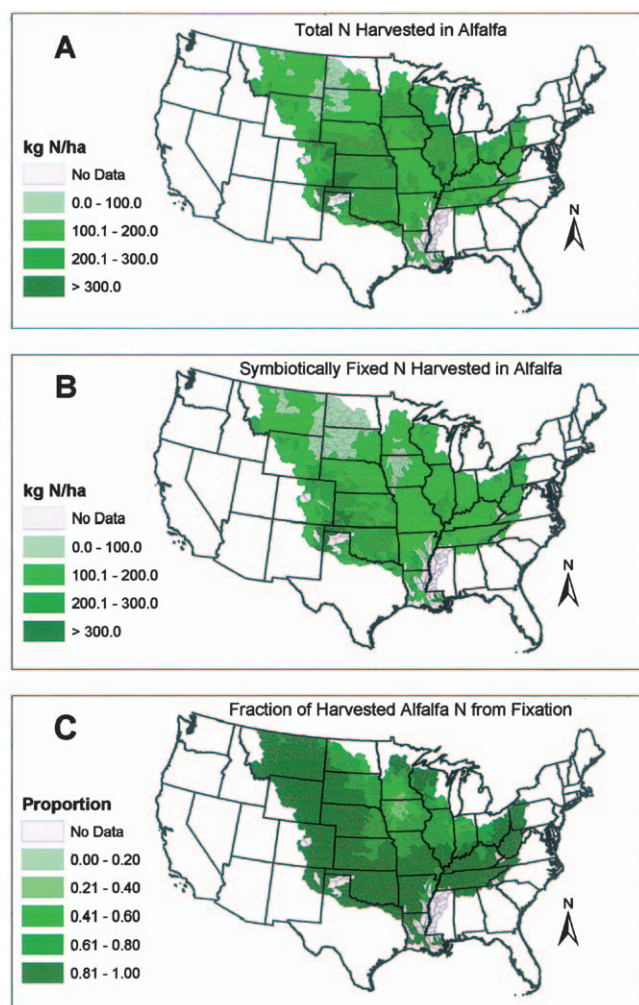 A
Total N Harvested in Alfalfa
kg N/ha
No Data
0.0 - 100.0
100.1 - 200.0
200.1 - 300.0
> 300.0
N
B
Symbiotically Fixed N Harvested in Alfalfa
kg N/ha
No Data
0.0 - 100.0
100.1 - 200.0
200.1 - 300.0
> 300.0
N
C
Fraction of Harvested Alfalfa N from Fixation
Proportion
No Data
0.00 - 0.20
0.21 - 0.40
0.41 - 0.60
0.61 - 0.80
0.81 - 1.00
N